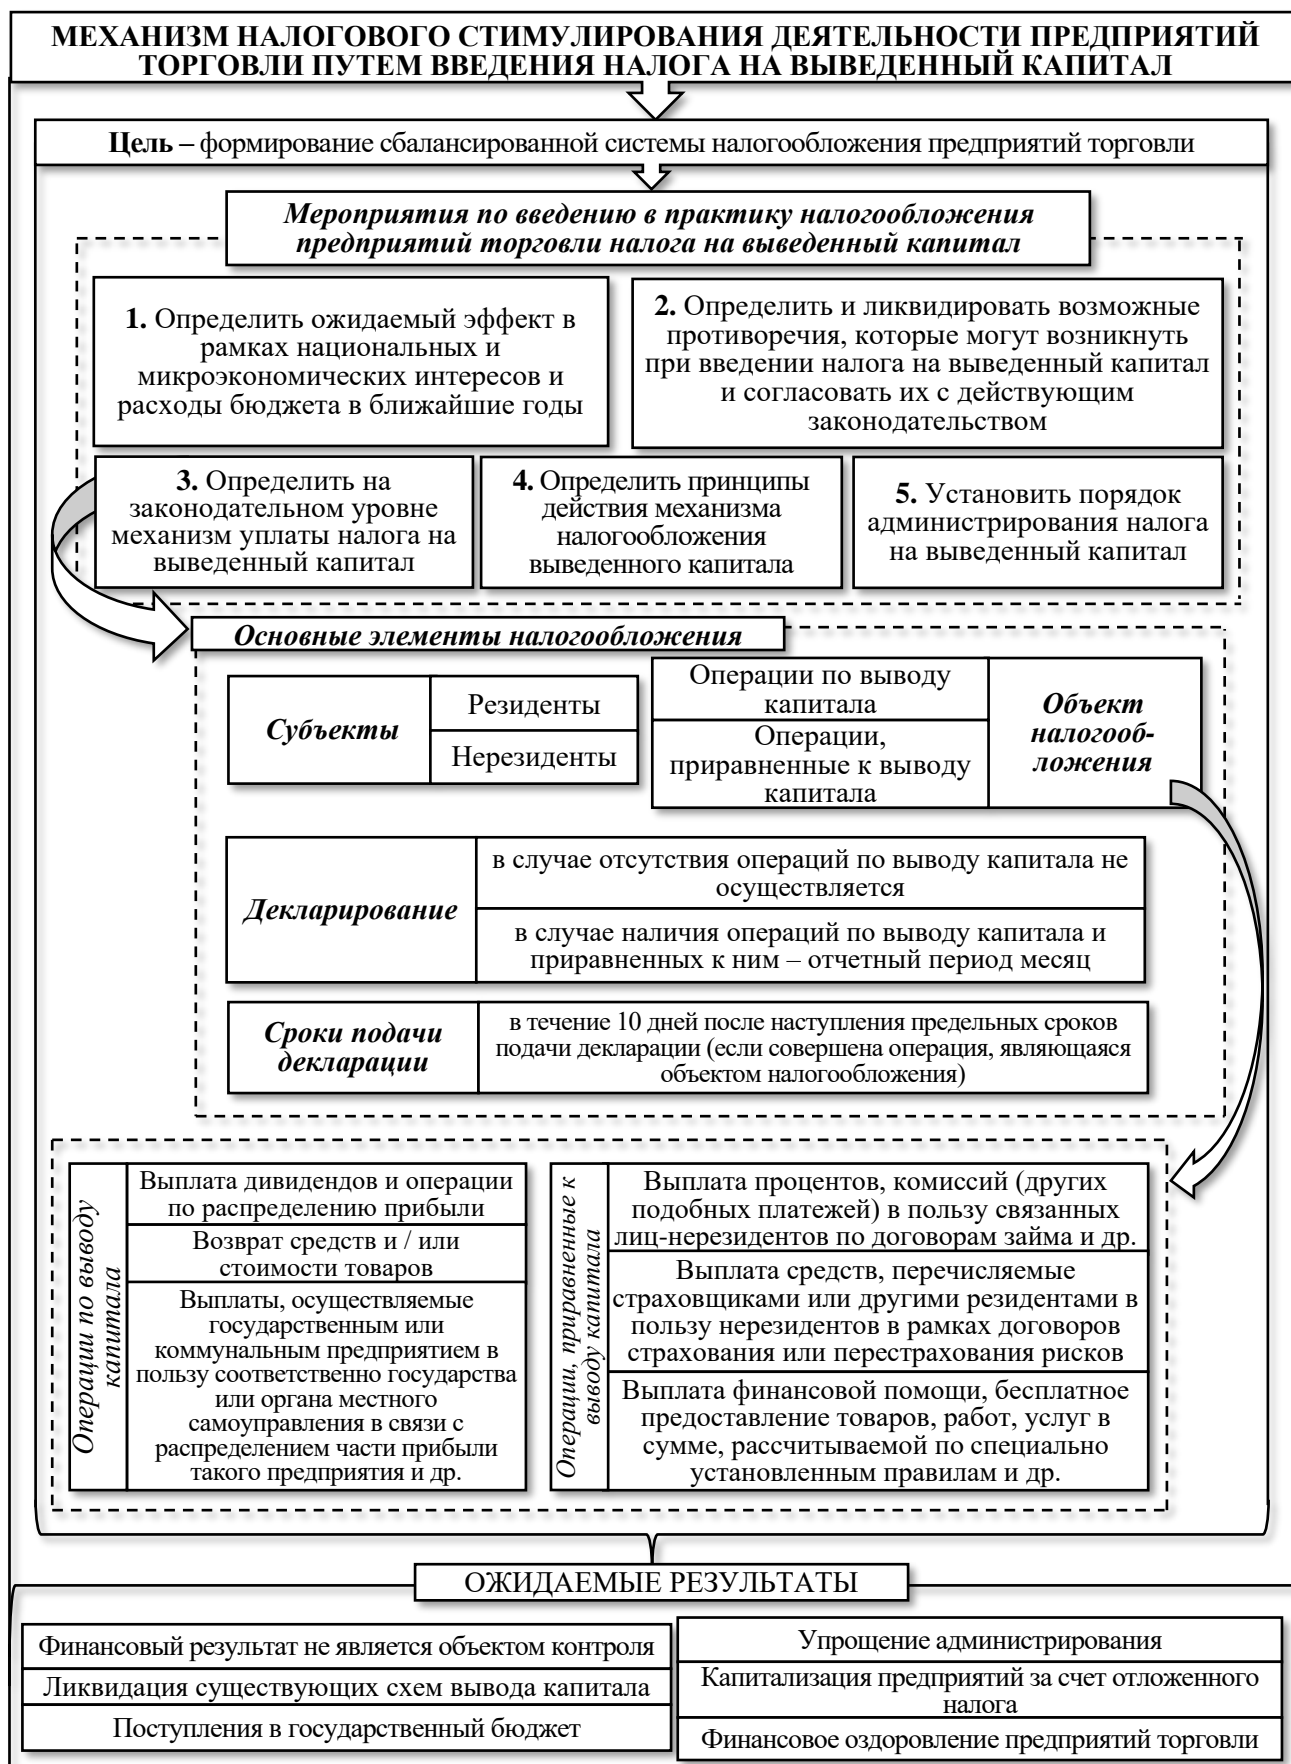 МЕХАНИЗМ НАЛОГОВОГО СТИМУЛИРОВАНИЯ ДЕЯТЕЛЬНОСТИ ПРЕДПРИЯТИЙ
ТОРГОВЛИ ПУТЕМ ВВЕДЕНИЯ НАЛОГА НА ВЫВЕДЕННЫЙ КАПИТАЛ
Цель – формирование сбалансированной системы налогообложения предприятий торговли
Мероприятия по введению в практику налогообложения
предприятий торговли налога на выведенный капитал
1. Определить ожидаемый эффект в
рамках национальных и
микроэкономических интересов и
расходы бюджета в ближайшие годы
2. Определить и ликвидировать возможные
противоречия, которые могут возникнуть
при введении налога на выведенный капитал
и согласовать их с действующим
законодательством
3. Определить на
законодательном уровне
механизм уплаты налога на
выведенный капитал
4. Определить принципы
действия механизма
налогообложения
выведенного капитала
5. Установить порядок
администрирования налога
на выведенный капитал
Основные элементы налогообложения
Субъекты
Резиденты
Нерезиденты
Операции по выводу
капитала
Операции,
приравненные к выводу
капитала
Объект
налогооб-
ложения
Декларирование
в случае отсутствия операций по выводу капитала не
осуществляется
в случае наличия операций по выводу капитала и
приравненных к ним – отчетный период месяц
Сроки подачи
декларации
в течение 10 дней после наступления предельных сроков
подачи декларации (если совершена операция, являющаяся
объектом налогообложения)
Операции по выводу
капитала
Выплата дивидендов и операции
по распределению прибыли
Возврат средств и / или
стоимости товаров
Выплаты, осуществляемые
государственным или
коммунальным предприятием в
пользу соответственно государства
или органа местного
самоуправления в связи с
распределением части прибыли
такого предприятия и др.
Операции, приравненные к
выводу капитала
Выплата процентов, комиссий (других
подобных платежей) в пользу связанных
лиц-нерезидентов по договорам займа и др.
Выплата средств, перечисляемые
страховщиками или другими резидентами в
пользу нерезидентов в рамках договоров
страхования или перестрахования рисков
Выплата финансовой помощи, бесплатное
предоставление товаров, работ, услуг в
сумме, рассчитываемой по специально
установленным правилам и др.
ОЖИДАЕМЫЕ РЕЗУЛЬТАТЫ
Финансовый результат не является объектом контроля
Ликвидация существующих схем вывода капитала
Поступления в государственный бюджет
Упрощение администрирования
Капитализация предприятий за счет отложенного
налога
Финансовое оздоровление предприятий торговли